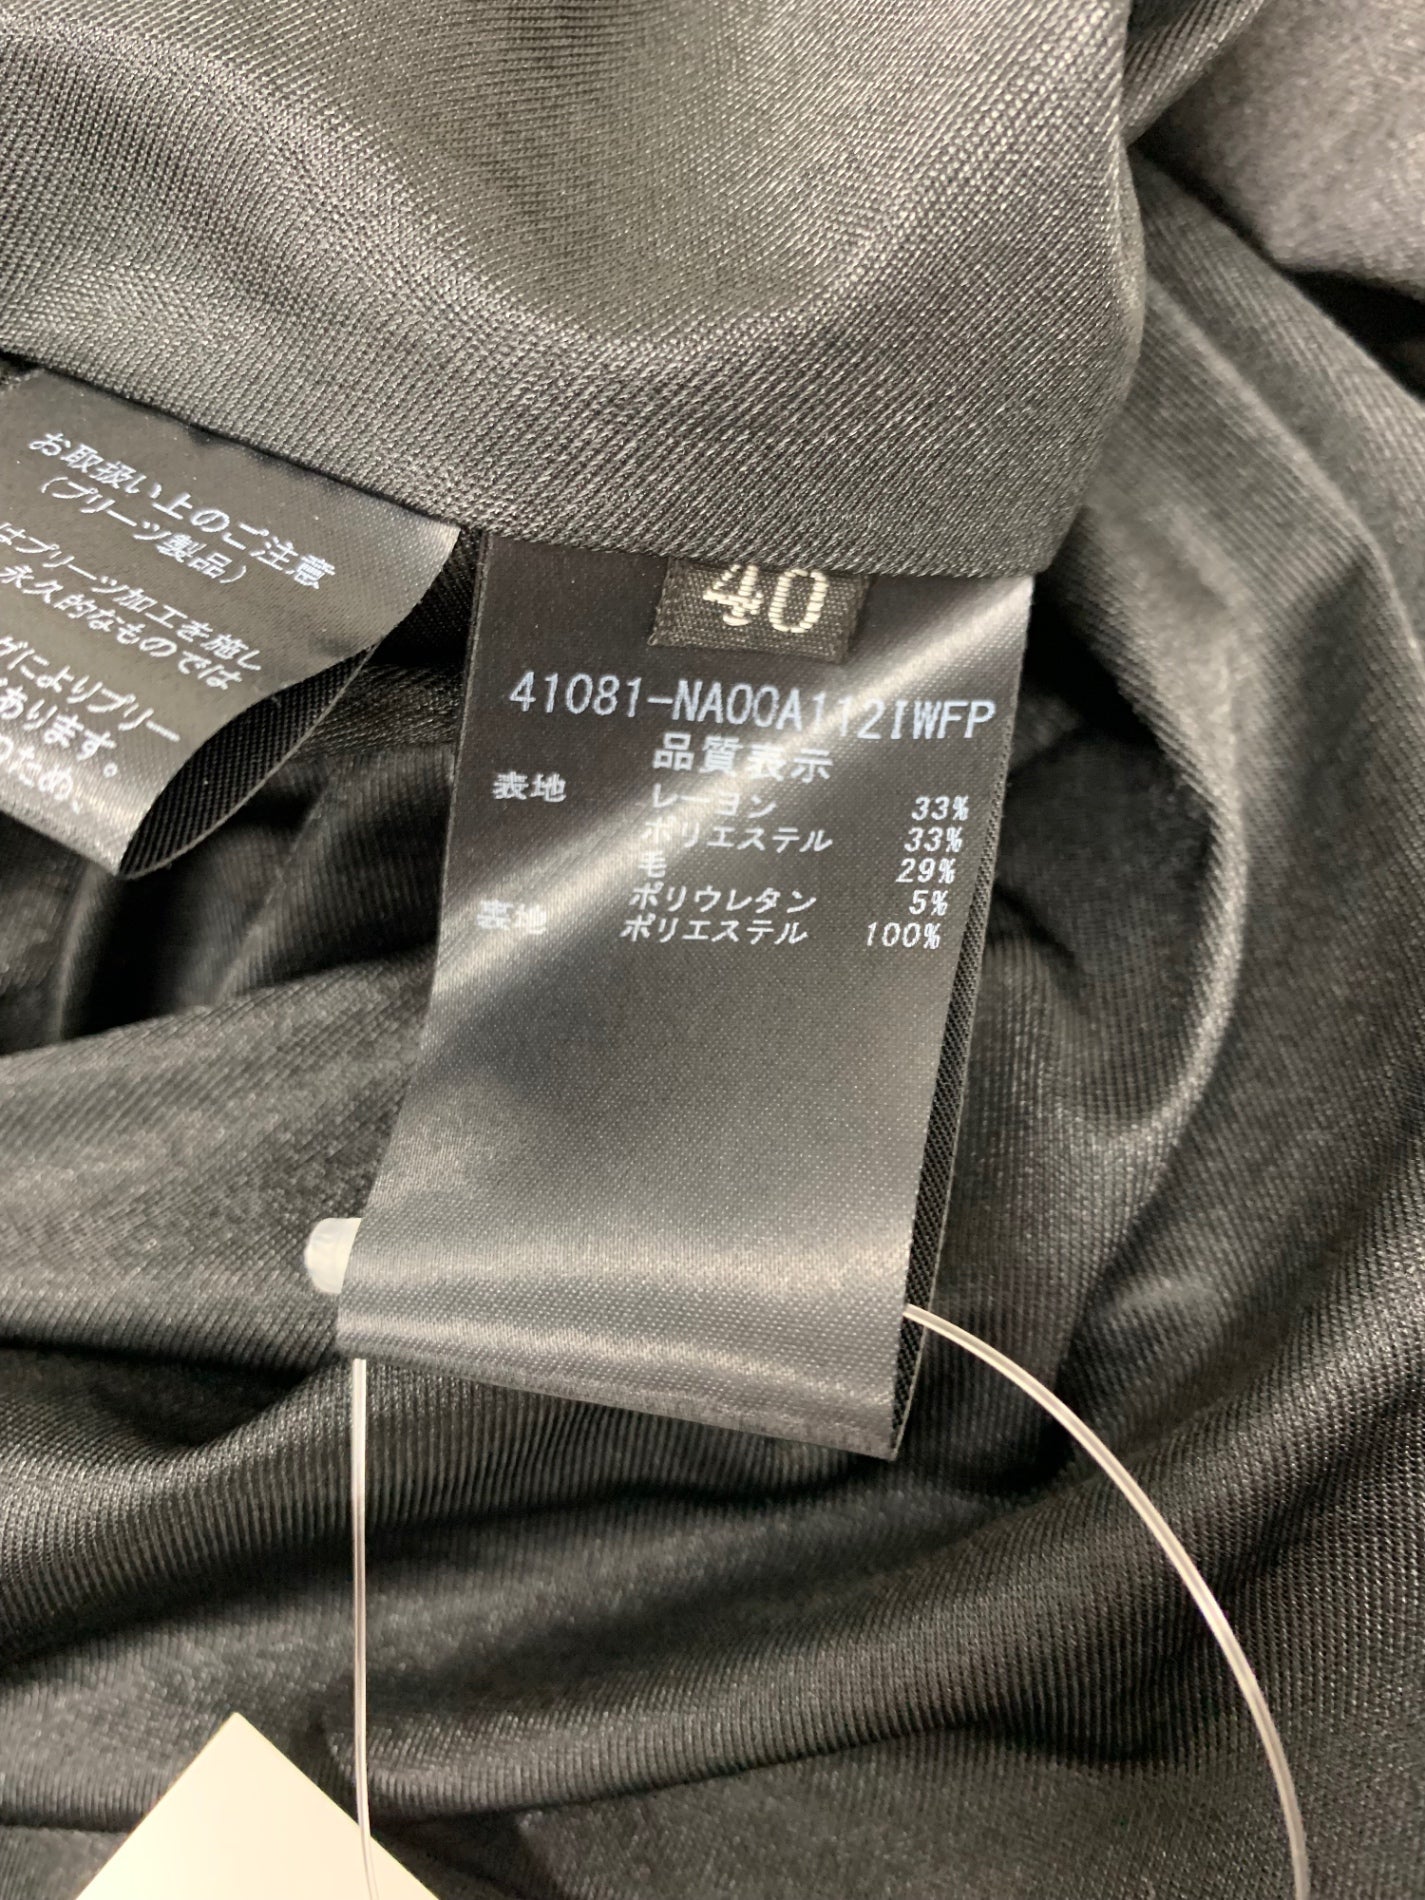 お取扱い上のご注意
(プリーツ製品)
はプリーツ加工を施し
永久的なものでは
によりプリー
あります。
のため、
40
41081-NA00A112IWFP
品質表示
表地 レーヨン 33%
ポリエステル 33%
毛 29%
ポリウレタン 5%
表地 ポリエステル 100%